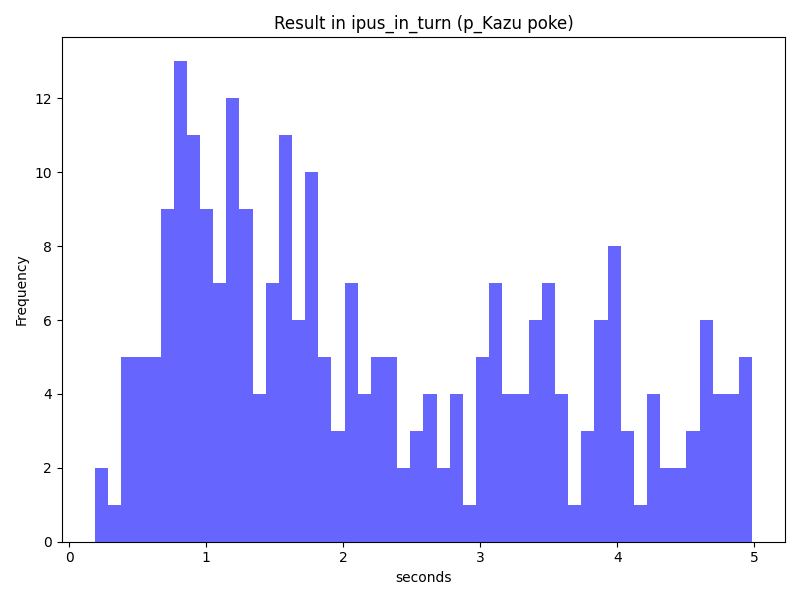 Result in ipus_in_turn (p_Kazu poke)
Frequency
12
10
8
6
4
2
0
0 1 2 3 4 5
seconds